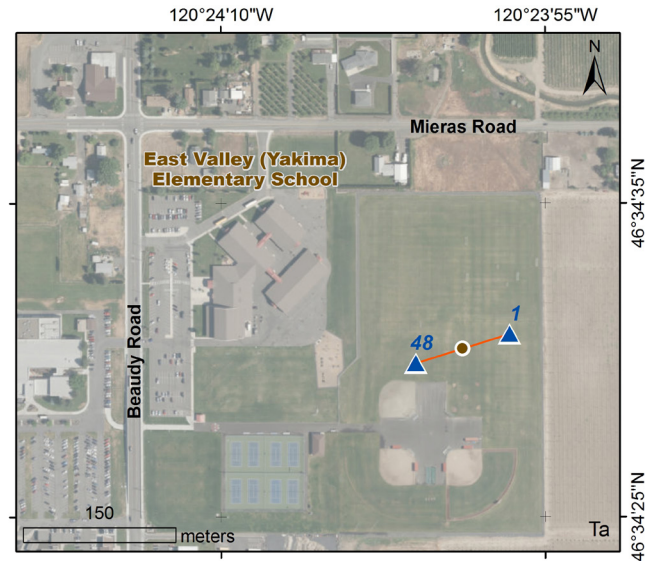 120°24'10"W
120°23'55"W
N
Mieras Road
East Valley (Yakima)
Elementary School
46°34'35"N
1
48
Beaudy Road
150
meters
Ta
46°34'25"N